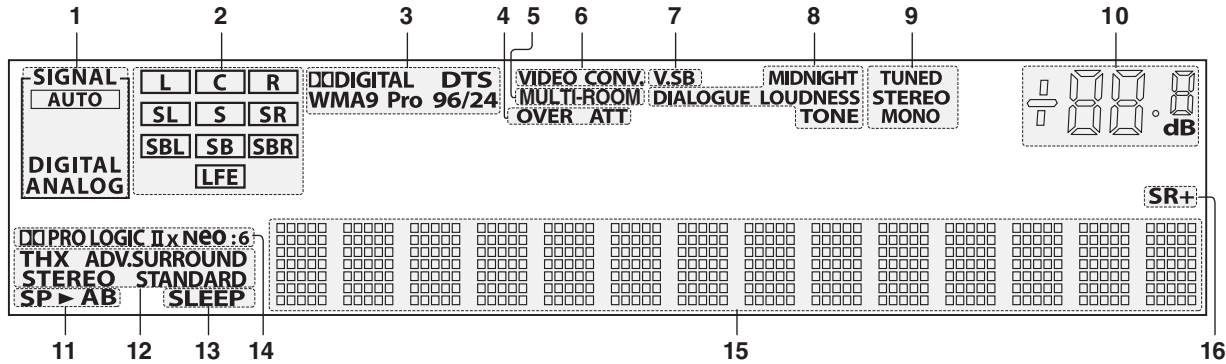 1 2 3 4 5 6 7 8 9 10
SIGNAL
AUTO
DIGITAL
ANALOG
L C R
SL S SR
SBL SB SBR
LFE
DIGITAL DTS
WMA9 Pro 96/24
VIDEO CONV.
MULTI-ROOM
OVER ATT
V.SB
MIDNIGHT
DIALOGUE LOUDNESS
TONE
TUNED
STEREO
MONO
dB
SR+
PRO LOGIC IIx Neo:6
THX ADV.SURROUND
STEREO STANDARD
SP ► AB SLEEP
11 12 13 14 15 16